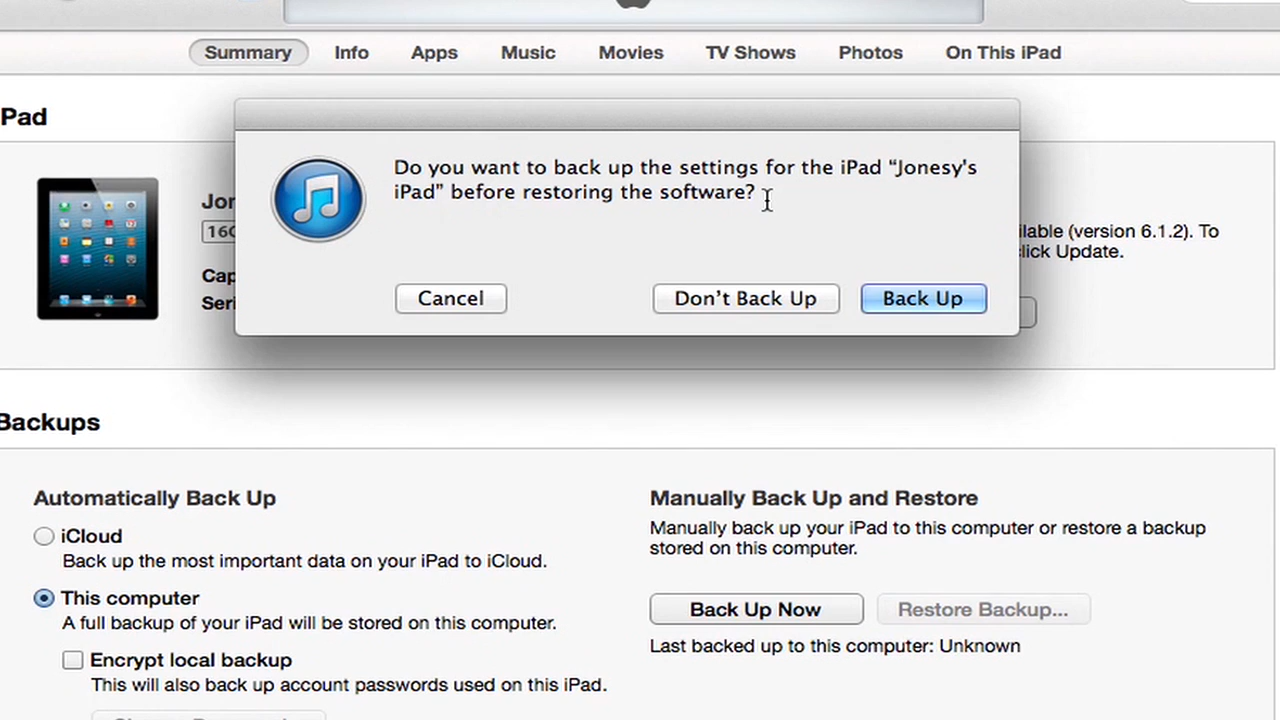 Summary Info Apps Music Movies TV Shows Photos On This iPad
Pad
Do you want to back up the settings for the iPad “Jonesy's
iPad” before restoring the software?
Cancel Don’t Back Up Back Up
Jor
16G
Cap
Seri
ilable (version 6.1.2). To
lick Update.
Backups
Automatically Back Up
iCloud
Back up the most important data on your iPad to iCloud.
This computer
A full backup of your iPad will be stored on this computer.
Encrypt local backup
This will also back up account passwords used on this iPad.
Manually Back Up and Restore
Manually back up your iPad to this computer or restore a backup
stored on this computer.
Back Up Now Restore Backup...
Last backed up to this computer: Unknown